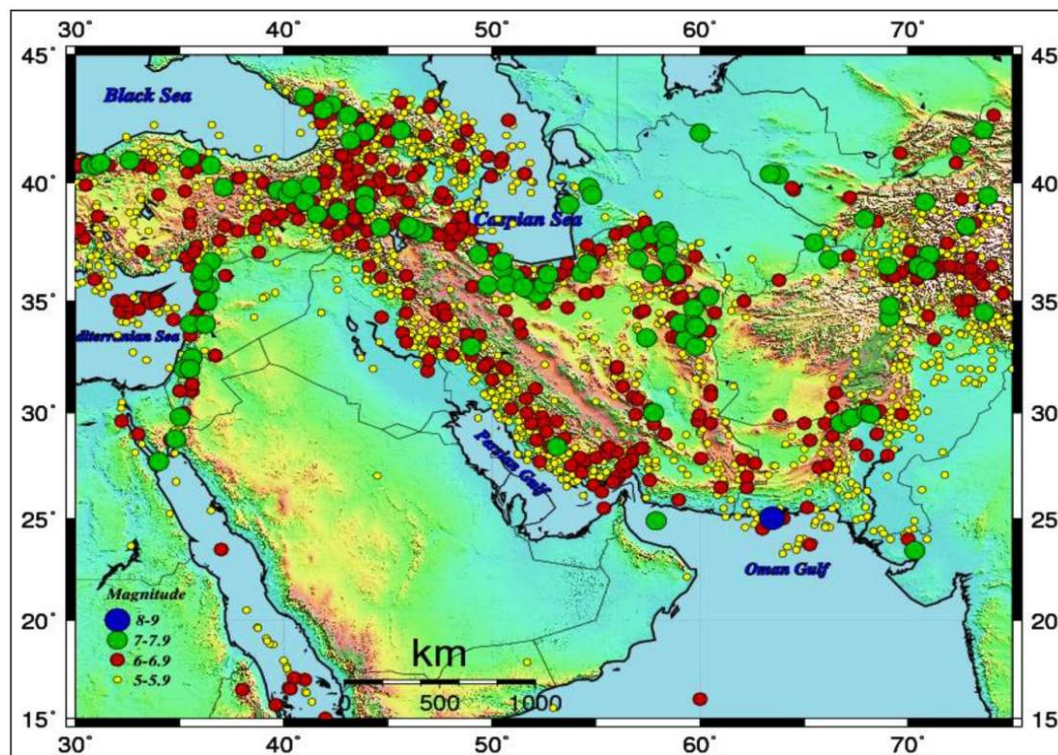 30° 40° 50° 60° 70°
45° 45°
Black Sea
40° 40°
Caspian Sea
35° 35°
diterranian Sea
30° 30°
Persian Gulf
25° 25°
Oman Gulf
Magnitude
8-9
20° 20°
7-7.9
6-6.9
km
5-5.9
0 500 1000
15° 15°
30° 40° 50° 60° 70°